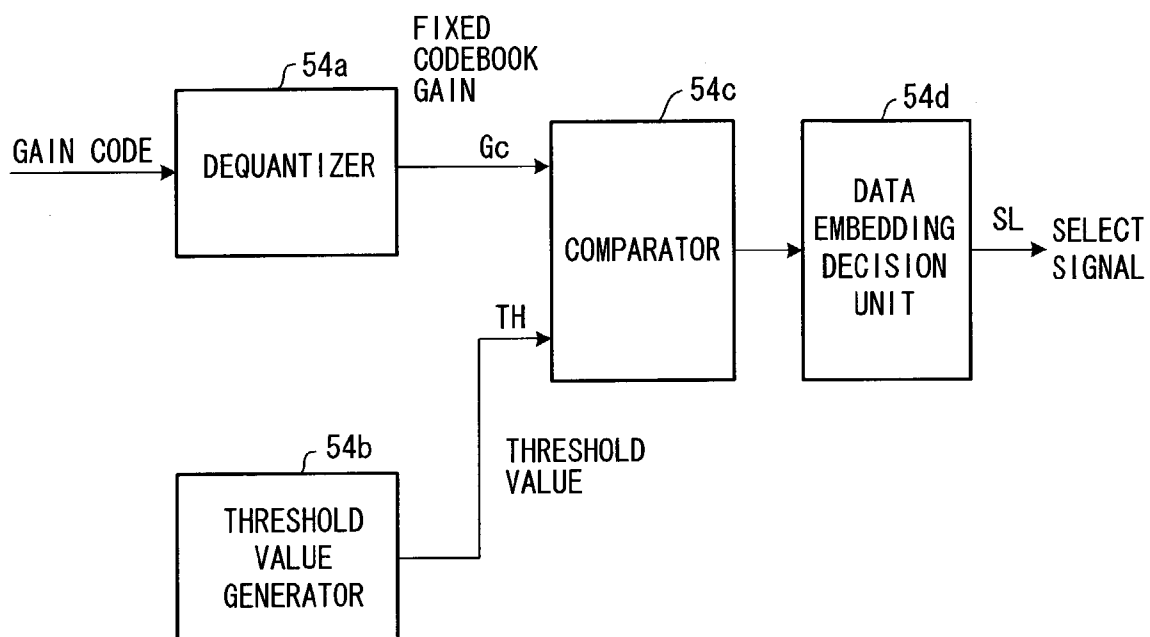 FIXED
CODEBOOK
GAIN
54a
54c
54d
GAIN CODE
DEQUANTIZER
Gc
COMPARATOR
DATA
EMBEDDING
DECISION
UNIT
SL
SELECT
SIGNAL
TH
54b
THRESHOLD
VALUE
THRESHOLD
VALUE
GENERATOR